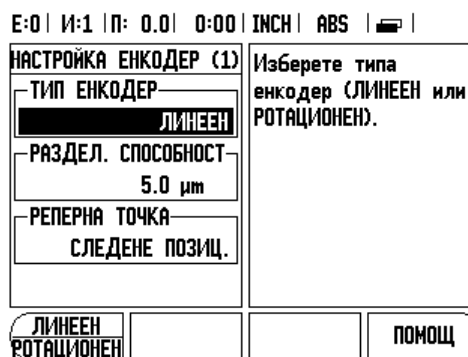 E:0 | И:1 | П: 0.0 | 0:00 | INCH | ABS |
НАСТРОЙКА ЕНКОДЕР (1)
ТИП ЕНКОДЕР
ЛИНЕЕН
РАЗДЕЛ. СПОСОБНОСТ
5.0 µm
РЕПЕРНА ТОЧКА
СЛЕДЕНЕ ПОЗИЦ.
Изберете типа
енкодер (ЛИНЕЕН или
РОТАЦИОНЕН).
ЛИНЕЕН
РОТАЦИОНЕН
ПОМОЩ